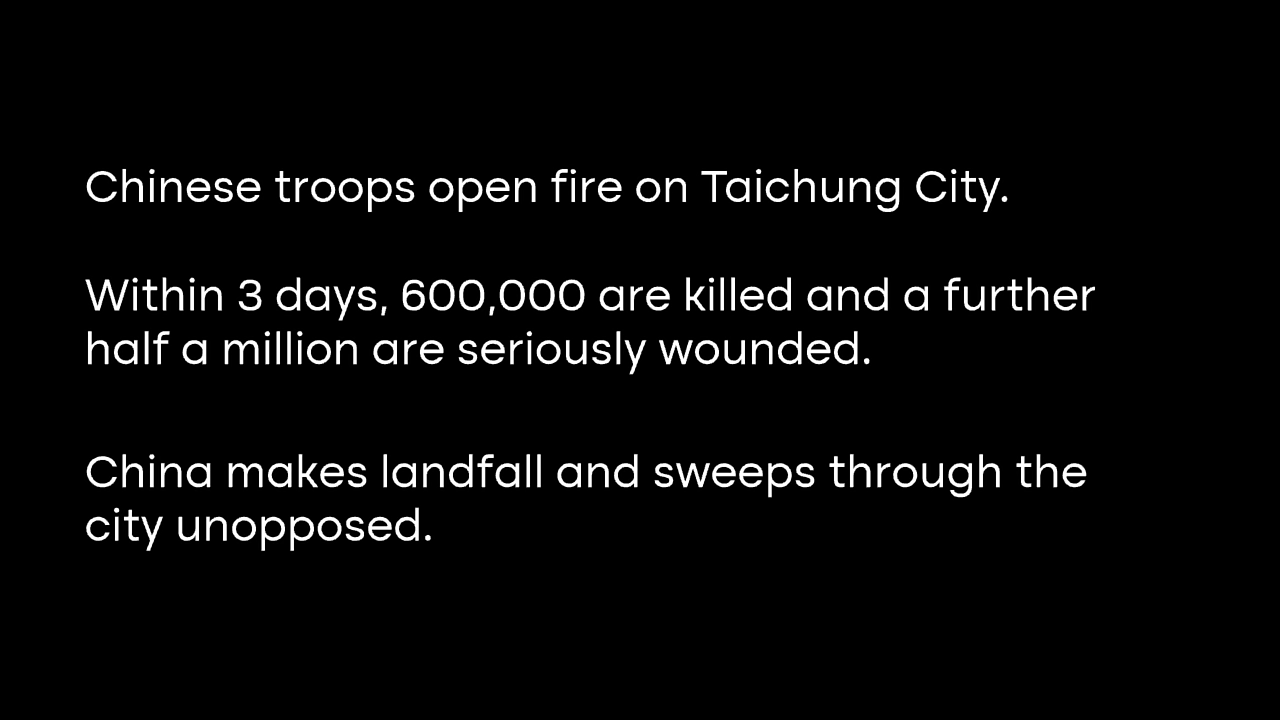 Chinese troops open fire on Taichung City.
Within 3 days, 600,000 are killed and a further
half a million are seriously wounded.
China makes landfall and sweeps through the
city unopposed.